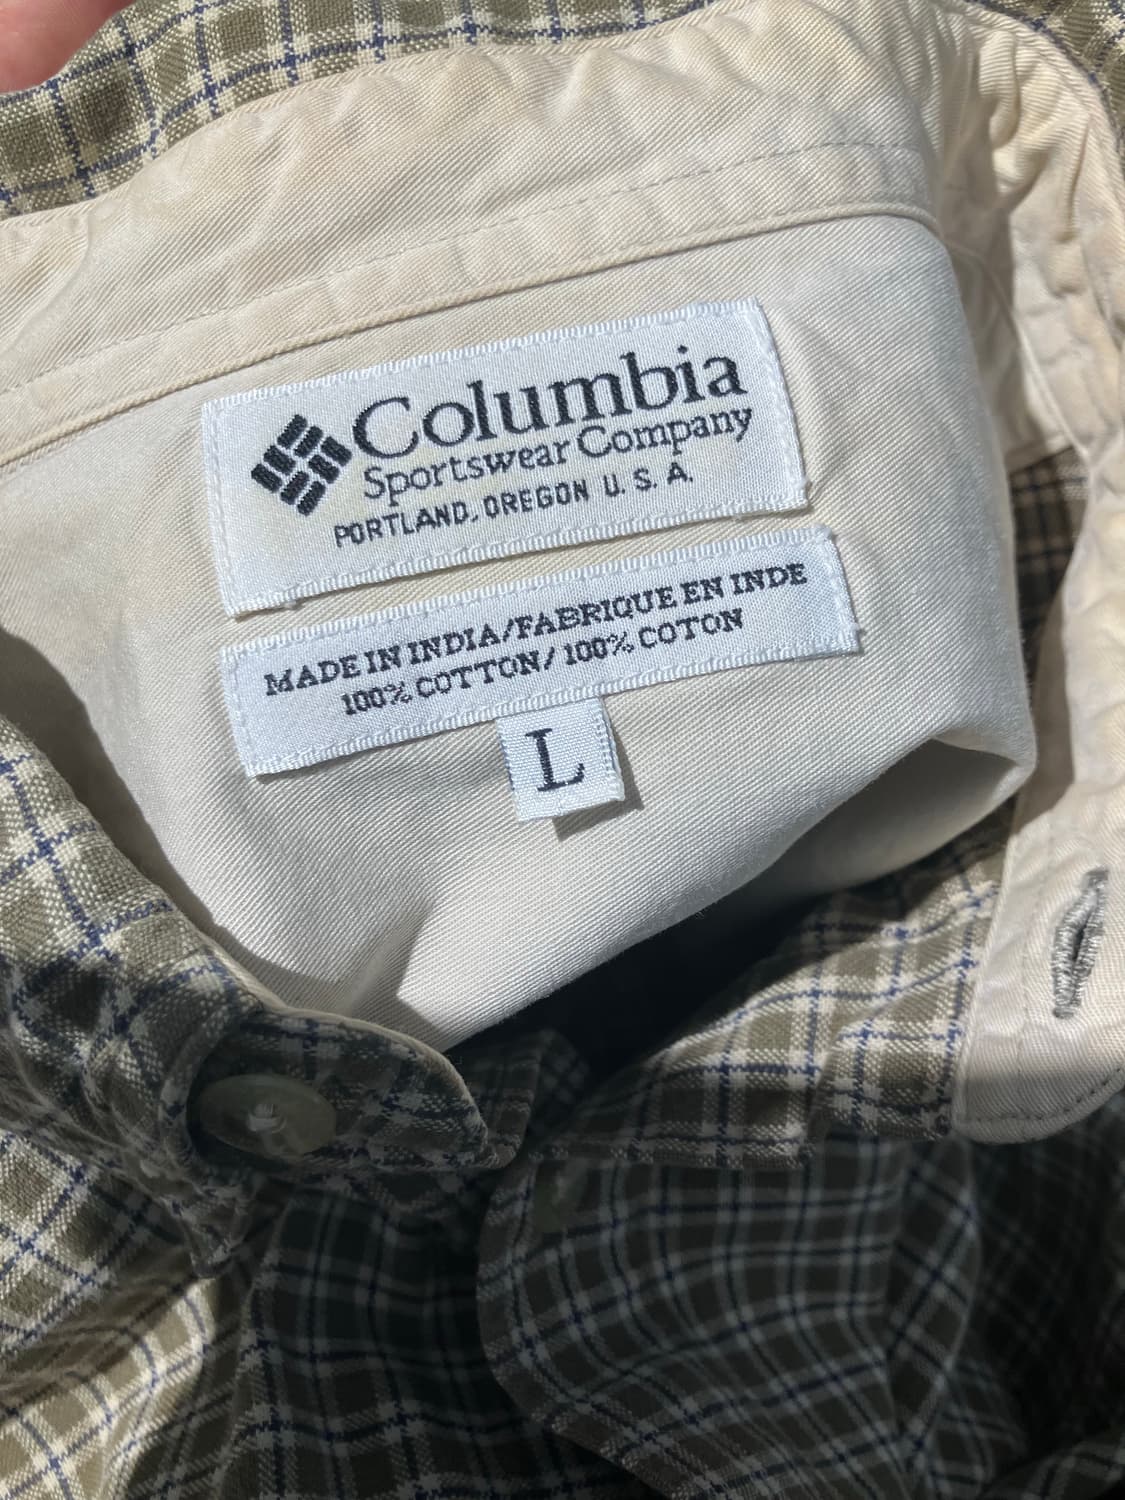 Columbia
Sportswear Company
PORTLAND, OREGON U. S. A.
MADE IN INDIA/FABRIQUE EN INDE
100% COTTON/100% COTON
L